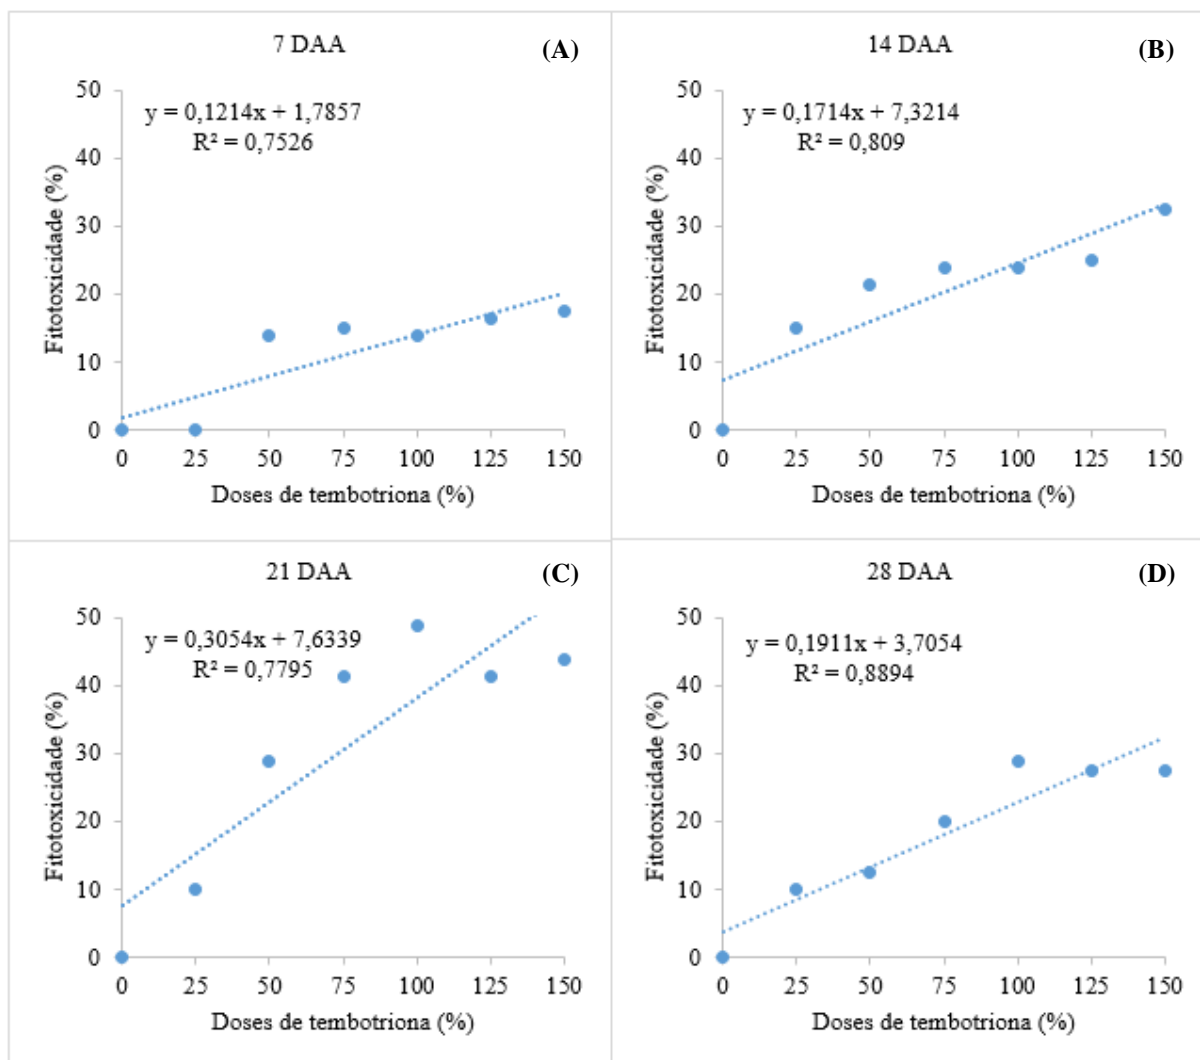 7 DAA
(A)
y = 0,1214x + 1,7857
R² = 0,7526
Fitotoxicidade (%)
50
40
30
20
10
0
0 25 50 75 100 125 150
Doses de tembotriona (%)
14 DAA
(B)
y = 0,1714x + 7,3214
R² = 0,809
Fitotoxicidade (%)
50
40
30
20
10
0
0 25 50 75 100 125 150
Doses de tembotriona (%)
21 DAA
(C)
y = 0,3054x + 7,6339
R² = 0,7795
Fitotoxicidade (%)
50
40
30
20
10
0
0 25 50 75 100 125 150
Doses de tembotriona (%)
28 DAA
(D)
y = 0,1911x + 3,7054
R² = 0,8894
Fitotoxicidade (%)
50
40
30
20
10
0
0 25 50 75 100 125 150
Doses de tembotriona (%)